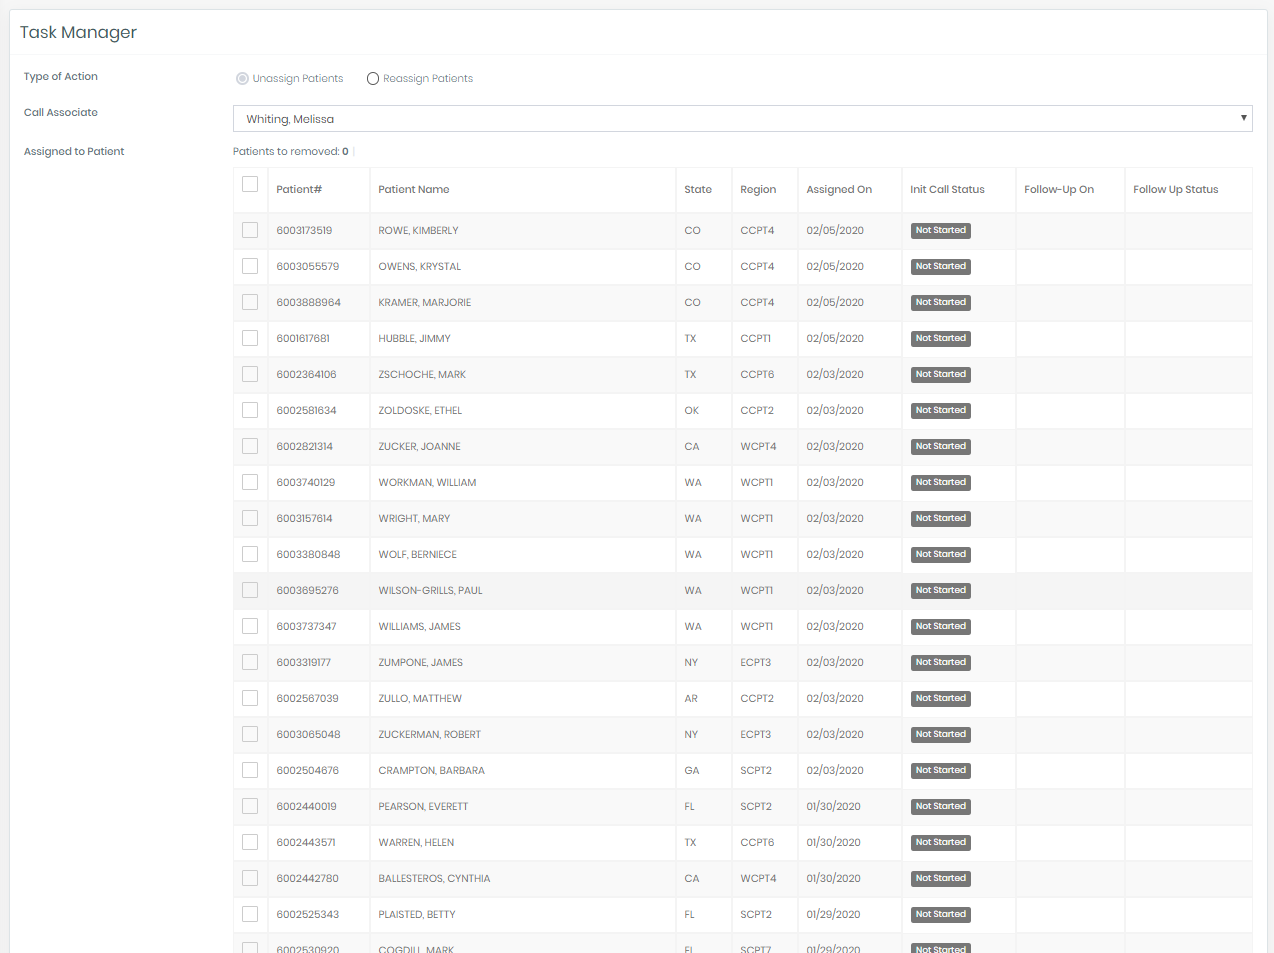 Task Manager
Type of Action Unassign Patients Reassign Patients
Call Associate Whiting, Melissa
Assigned to Patient Patients to removed: 0
Patient# Patient Name State Region Assigned On Init Call Status Follow-Up On Follow Up Status
6003173519 ROWE, KIMBERLY CO CCPT4 02/05/2020 Not Started
6003055579 OWENS, KRYSTAL CO CCPT4 02/05/2020 Not Started
6003888964 KRAMER, MARJORIE CO CCPT4 02/05/2020 Not Started
6001617681 HUBBLE, JIMMY TX CCPT1 02/05/2020 Not Started
6002364106 ZSCHOCHE, MARK TX CCPT6 02/03/2020 Not Started
6002581634 ZOLDOSKE, ETHEL OK CCPT2 02/03/2020 Not Started
6002821314 ZUCKER, JOANNE CA WCPT4 02/03/2020 Not Started
6003740129 WORKMAN, WILLIAM WA WCPT1 02/03/2020 Not Started
6003157614 WRIGHT, MARY WA WCPT1 02/03/2020 Not Started
6003380848 WOLF, BERNIECE WA WCPT1 02/03/2020 Not Started
6003695276 WILSON-GRILLS, PAUL WA WCPT1 02/03/2020 Not Started
6003737347 WILLIAMS, JAMES WA WCPT1 02/03/2020 Not Started
6003319177 ZUMPONE, JAMES NY ECPT3 02/03/2020 Not Started
6002567039 ZULLO, MATTHEW AR CCPT2 02/03/2020 Not Started
6003065048 ZUCKERMAN, ROBERT NY ECPT3 02/03/2020 Not Started
6002504676 CRAMPTON, BARBARA GA SCPT2 02/03/2020 Not Started
6002440019 PEARSON, EVERETT FL SCPT2 01/30/2020 Not Started
6002443571 WARREN, HELEN TX CCPT6 01/30/2020 Not Started
6002442780 BALLESTEROS, CYNTHIA CA WCPT4 01/30/2020 Not Started
6002525343 PLAISTED, BETTY FL SCPT2 01/29/2020 Not Started
6002530920 COGDILL, MARK FL SCPT7 01/29/2020 Not Started